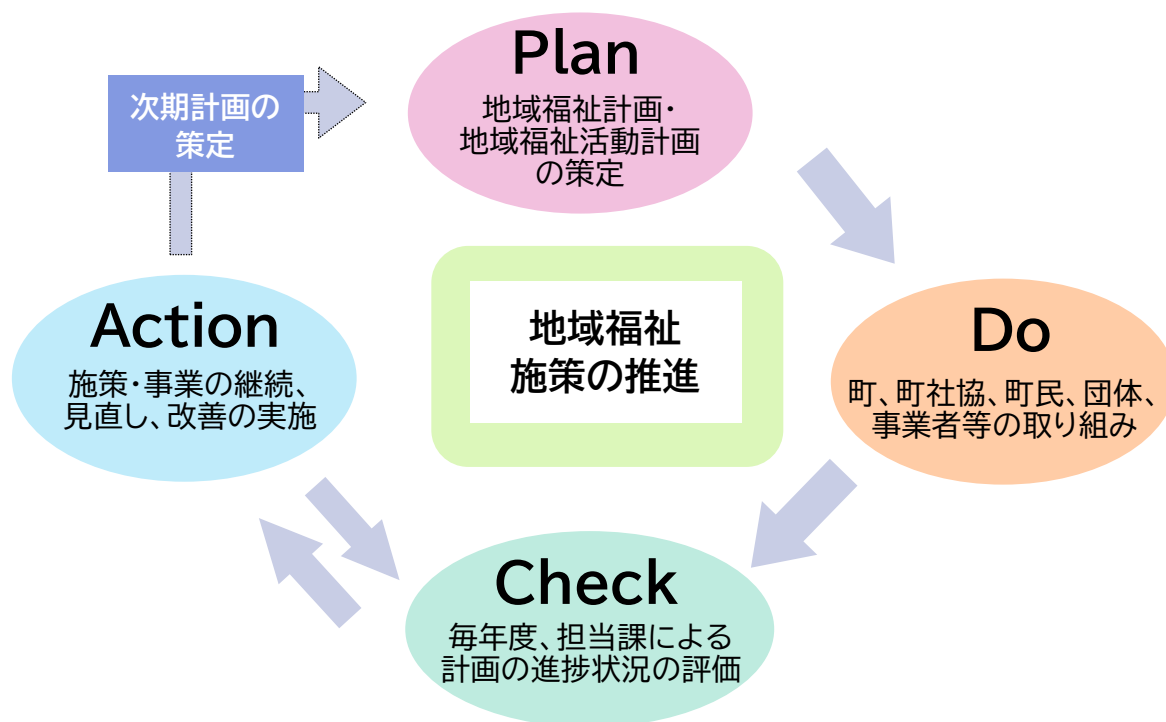 Plan
地域福祉計画・
地域福祉活動計画
の策定
次期計画の
策定
Action
施策・事業の継続、
見直し、改善の実施
地域福祉
施策の推進
Do
町、町社協、町民、団体、
事業者等の取り組み
Check
毎年度、担当課による
計画の進捗状況の評価